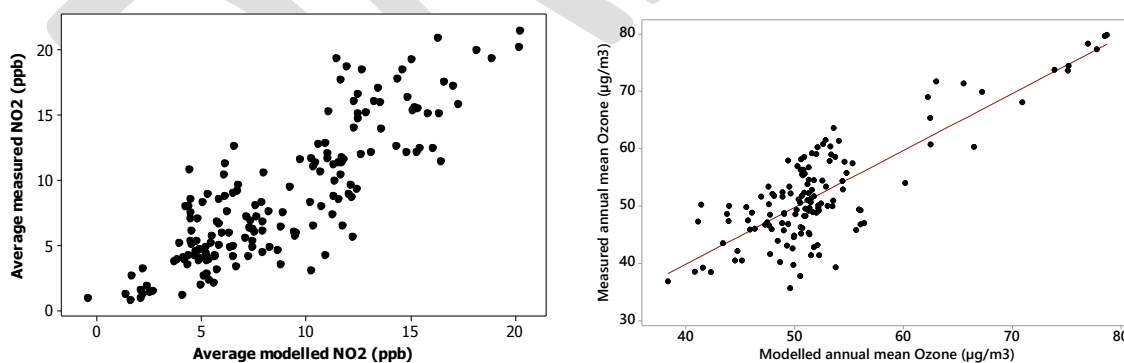 Average measured NO2 (ppb)
20
15
10
5
0
0 5 10 15 20
Average modelled NO2 (ppb)
Measured annual mean Ozone (µg/m3)
80
70
60
50
40
30
40 50 60 70 80
Modelled annual mean Ozone (µg/m3)